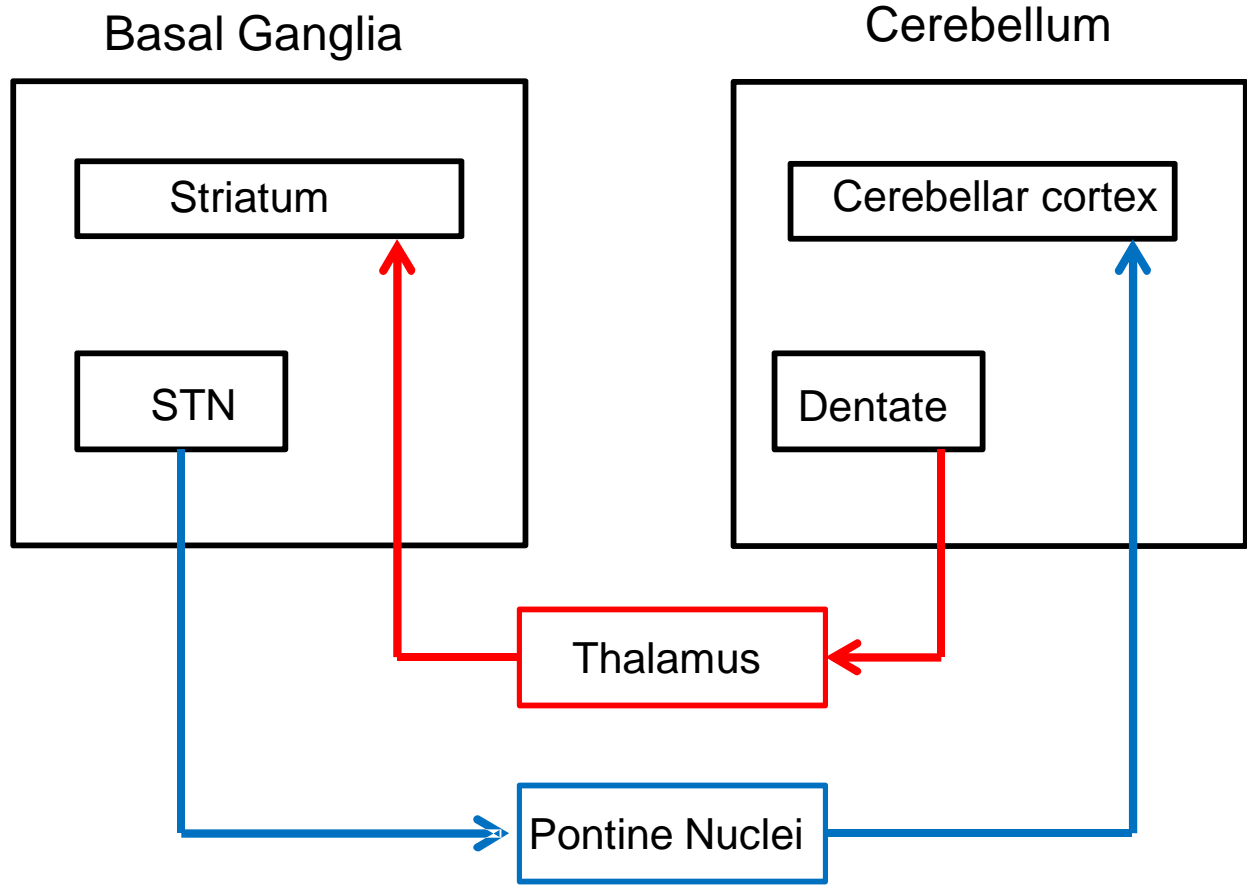 Basal Ganglia
Cerebellum
Striatum
Cerebellar cortex
STN
Dentate
Thalamus
Pontine Nuclei